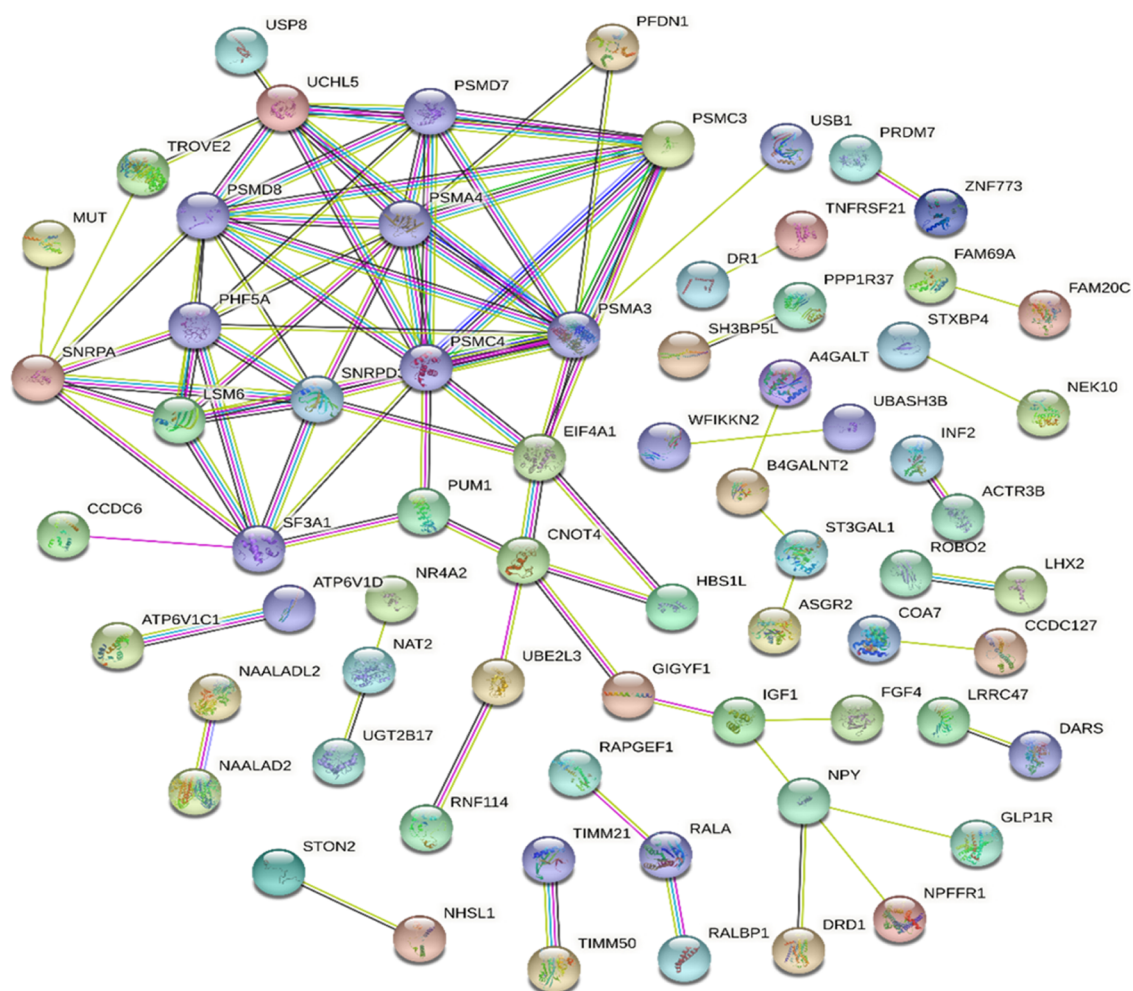 USP8
PFDN1
UCHL5
PSMD7
PSMC3
USB1
PRDM7
TROVE2
ZNF773
PSMD8
PSMA4
TNFRSF21
MUT
DR1
FAM69A
PPP1R37
FAM20C
PHF5A
PSMA3
STXBP4
SH3BP5L
PSMC4
SNRPA
SNRPD3
A4GALT
LSM6
NEK10
UBASH3B
WFIKKN2
EIF4A1
INF2
B4GALNT2
ACTR3B
PUM1
CCDC6
SF3A1
CNOT4
ST3GAL1
ROBO2
LHX2
ATP6V1D
NR4A2
HBS1L
ATP6V1C1
ASGR2
COA7
CCDC127
NAT2
UBE2L3
NAALADL2
GIGYF1
IGF1
FGF4
LRRC47
DARS
UGT2B17
RAPGEF1
NAALAD2
NPY
RNF114
GLP1R
TIMM21
RALA
STON2
NPFFR1
NHSL1
DRD1
RALBP1
TIMM50